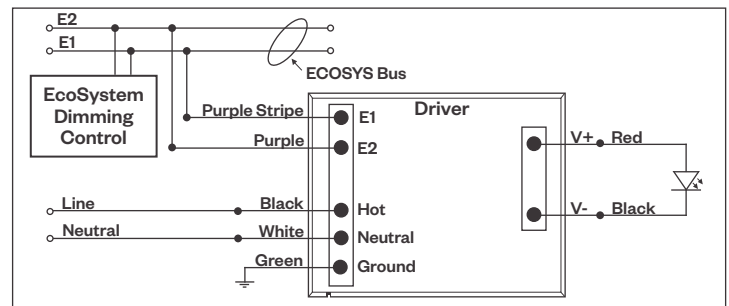 E2
E1
ECOSYS Bus
EcoSystem
Dimming
Control
Driver
Purple Stripe
E1
Purple
E2
V+
Red
Line
Black
Hot
V-
Black
Neutral
White
Neutral
Green
Ground